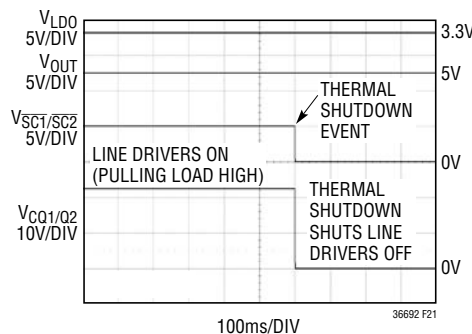 VLDO
5V/DIV
3.3V
VOUT
5V/DIV
5V
THERMAL
SHUTDOWN
EVENT
VSC1/SC2
5V/DIV
0V
LINE DRIVERS ON
(PULLING LOAD HIGH)
THERMAL
SHUTDOWN
SHUTS LINE
DRIVERS OFF
VCQ1/Q2
10V/DIV
0V
36692 F21
100ms/DIV